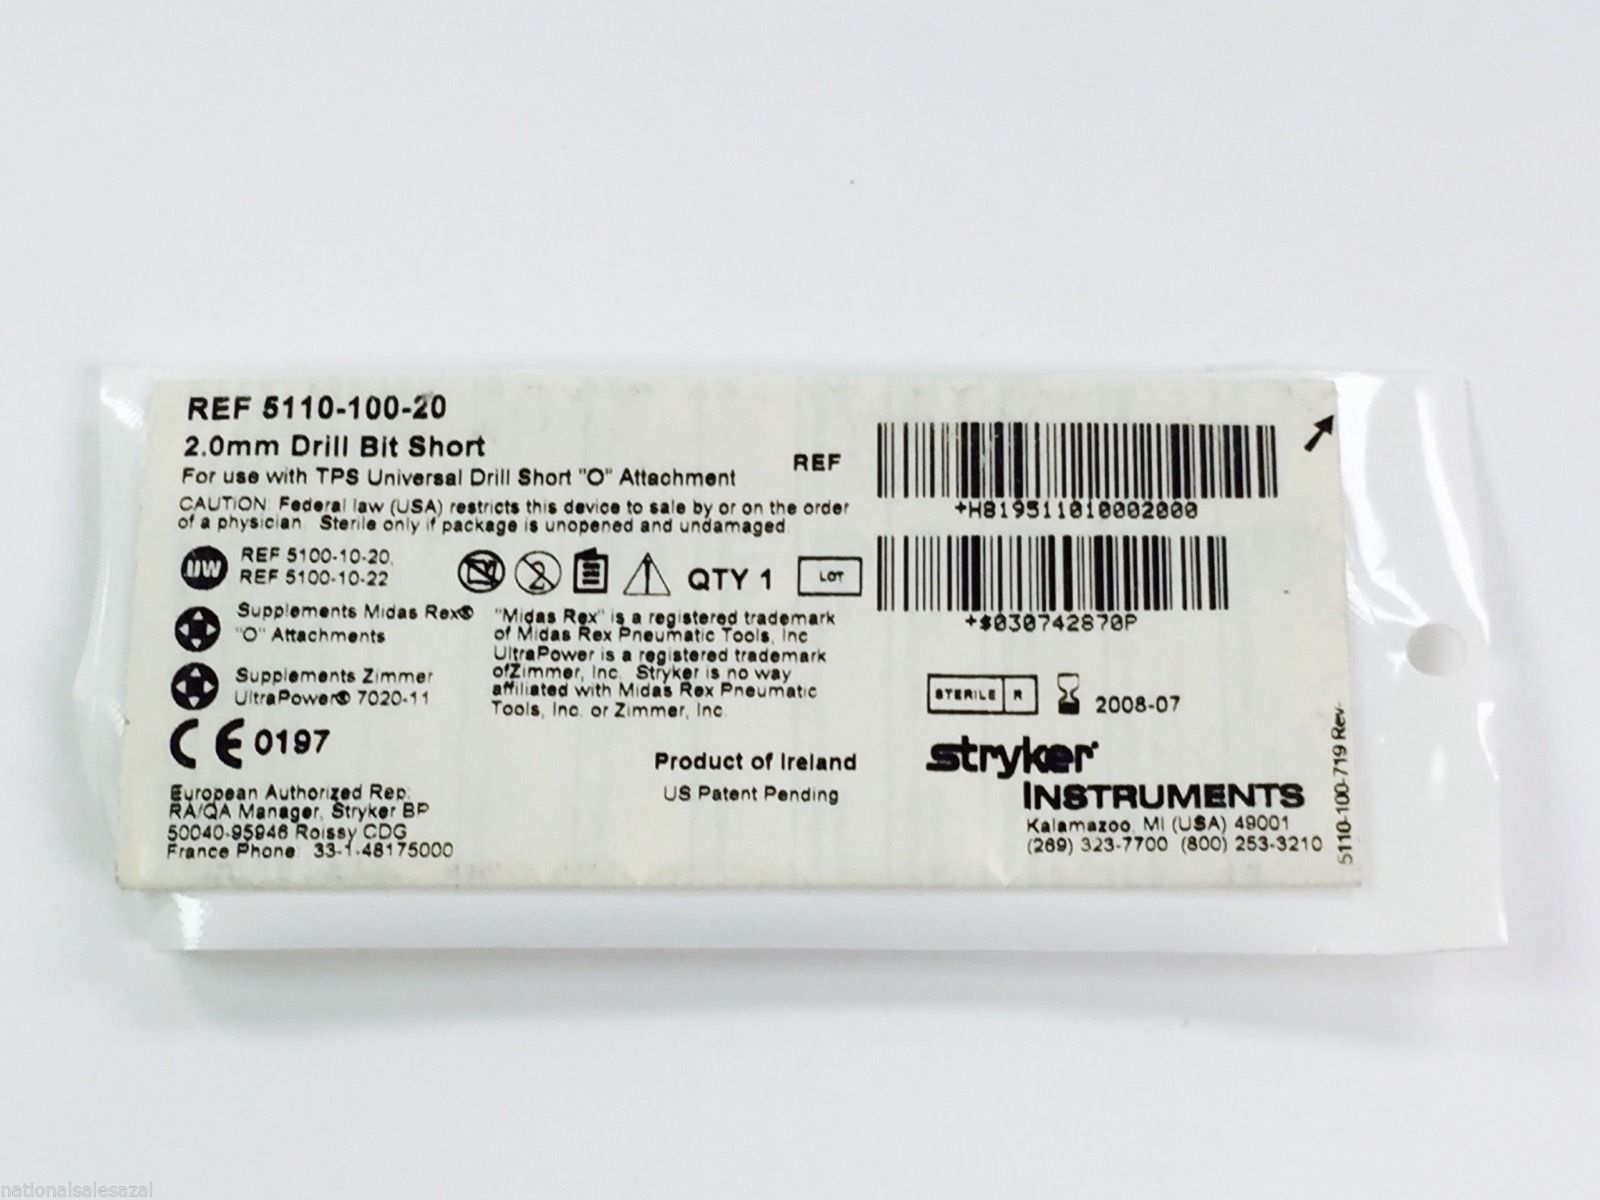 REF 5110-100-20
2.0mm Drill Bit Short
For use with TPS Universal Drill Short "O" Attachment
CAUTION: Federal law (USA) restricts this device to sale by or on the order
of a physician. Sterile only if package is unopened and undamaged.
UW REF 5100-10-20,
REF 5100-10-22
Supplements Midas Rex®
"O" Attachments
Supplements Zimmer
UltraPower® 7020-11
2
QTY 1
LOT
"Midas Rex" is a registered trademark
of Midas Rex Pneumatic Tools, Inc.
UltraPower is a registered trademark
ofZimmer, Inc. Stryker is no way
affiliated with Midas Rex Pneumatic
Tools, Inc. or Zimmer, Inc.
CE 0197
European Authorized Rep:
RA/QA Manager, Stryker BP
50040-95946 Roissy CDG
France Phone: 33-1-48175000
Product of Ireland
US Patent Pending
REF
+H819511010002000
+$030742870P
STERILE R
2008-07
stryker
INSTRUMENTS
Kalamazoo, MI (USA) 49001
(269) 323-7700 (800) 253-3210
5110-100-719 Rev-
nationalsalesazal